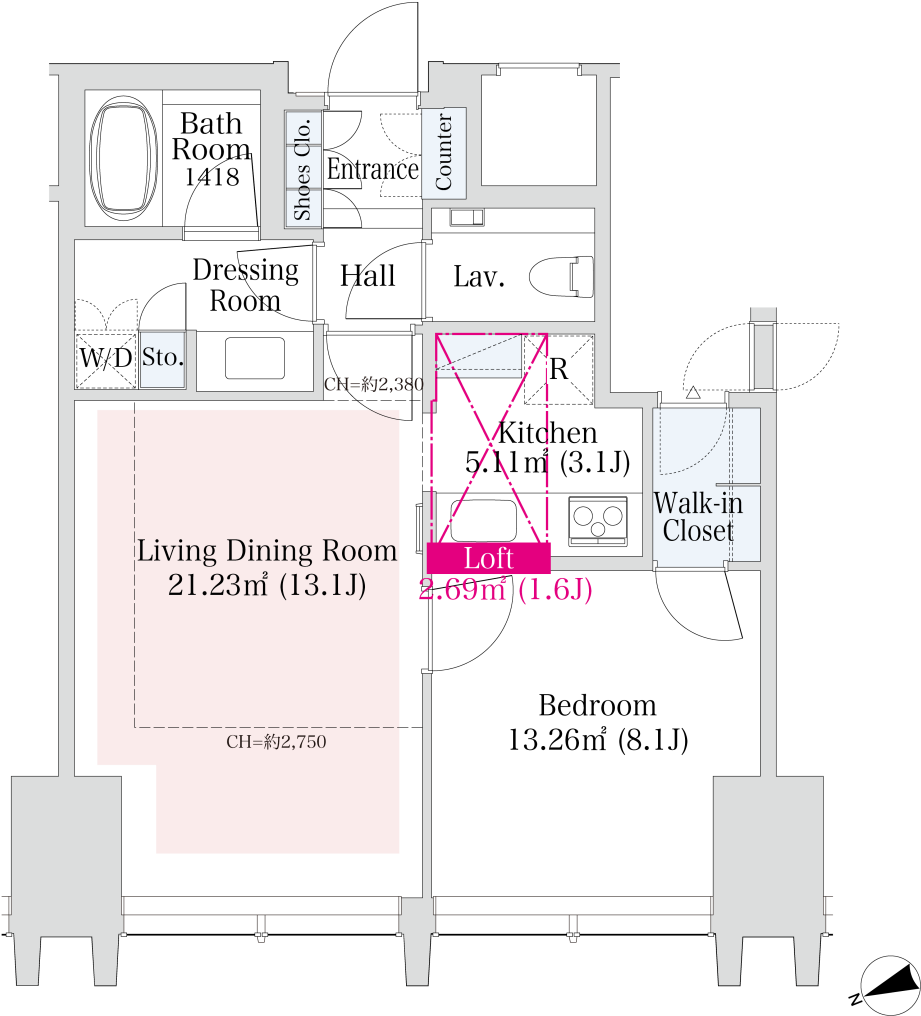 Bath
Room
1418
Shoes Clo.
Entrance
Counter
Dressing
Room
Hall
Lav.
W/D
Sto.
CH=約2,380
R
Kitchen
5.11㎡ (3.1J)
Walk-in
Closet
Living Dining Room
21.23㎡ (13.1J)
Loft
2.69㎡ (1.6J)
Bedroom
13.26㎡ (8.1J)
CH=約2,750
N